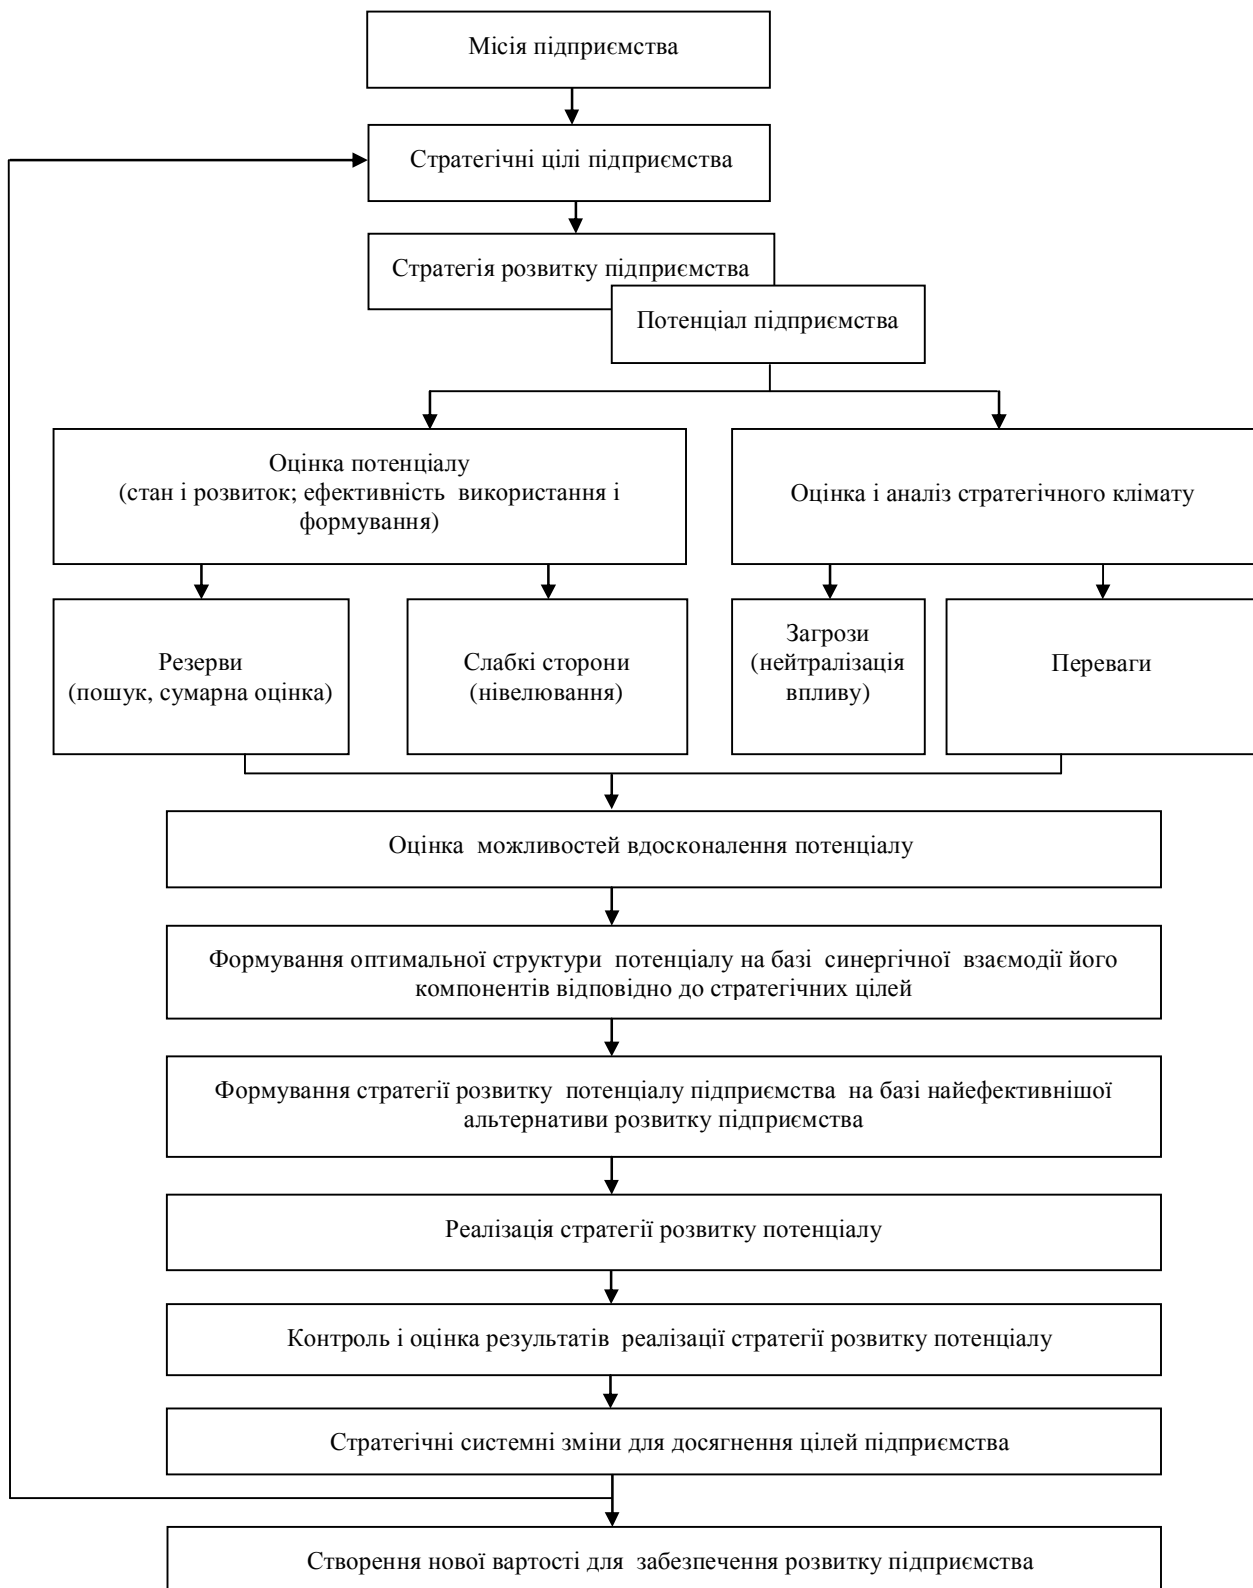 Місія підприємства
Стратегічні цілі підприємства
Стратегія розвитку підприємства
Потенціал підприємства
Оцінка потенціалу
(стан і розвиток; ефективність використання і
формування)
Оцінка і аналіз стратегічного клімату
Резерви
(пошук, сумарна оцінка)
Слабкі сторони
(нівелювання)
Загрози
(нейтралізація
впливу)
Переваги
Оцінка можливостей вдосконалення потенціалу
Формування оптимальної структури потенціалу на базі синергічної взаємодії його
компонентів відповідно до стратегічних цілей
Формування стратегії розвитку потенціалу підприємства на базі найефективнішої
альтернативи розвитку підприємства
Реалізація стратегії розвитку потенціалу
Контроль і оцінка результатів реалізації стратегії розвитку потенціалу
Стратегічні системні зміни для досягнення цілей підприємства
Створення нової вартості для забезпечення розвитку підприємства